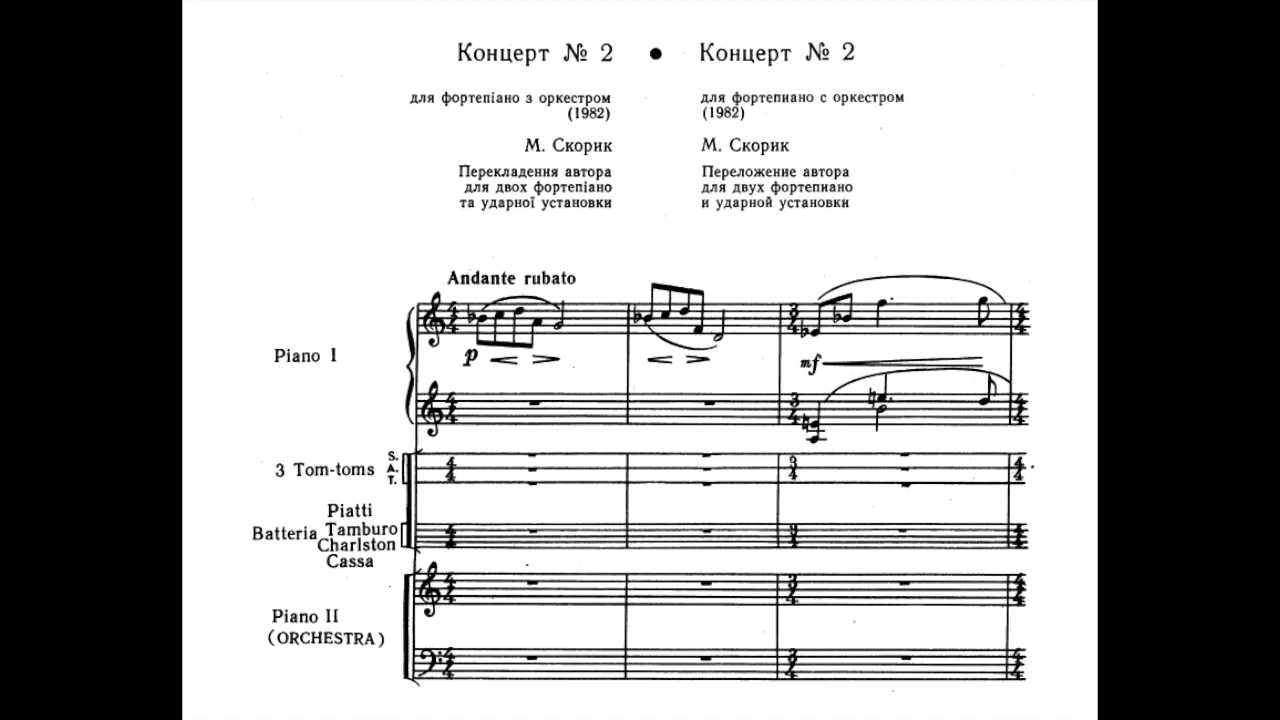 Концерт № 2 • Концерт № 2
для фортепіано з оркестром
(1982)
М. Скорик
Перекладення автора
для двох фортепіано
та ударної установки
для фортепиано с оркестром
(1982)
М. Скорик
Переложение автора
для двух фортепиано
и ударной установки
Andante rubato
Piano I
p
mf
3 Tom-toms
S.
A.
T.
Batteria
Piatti
Tamburo
Charlston
Cassa
Piano II
(ORCHESTRA)